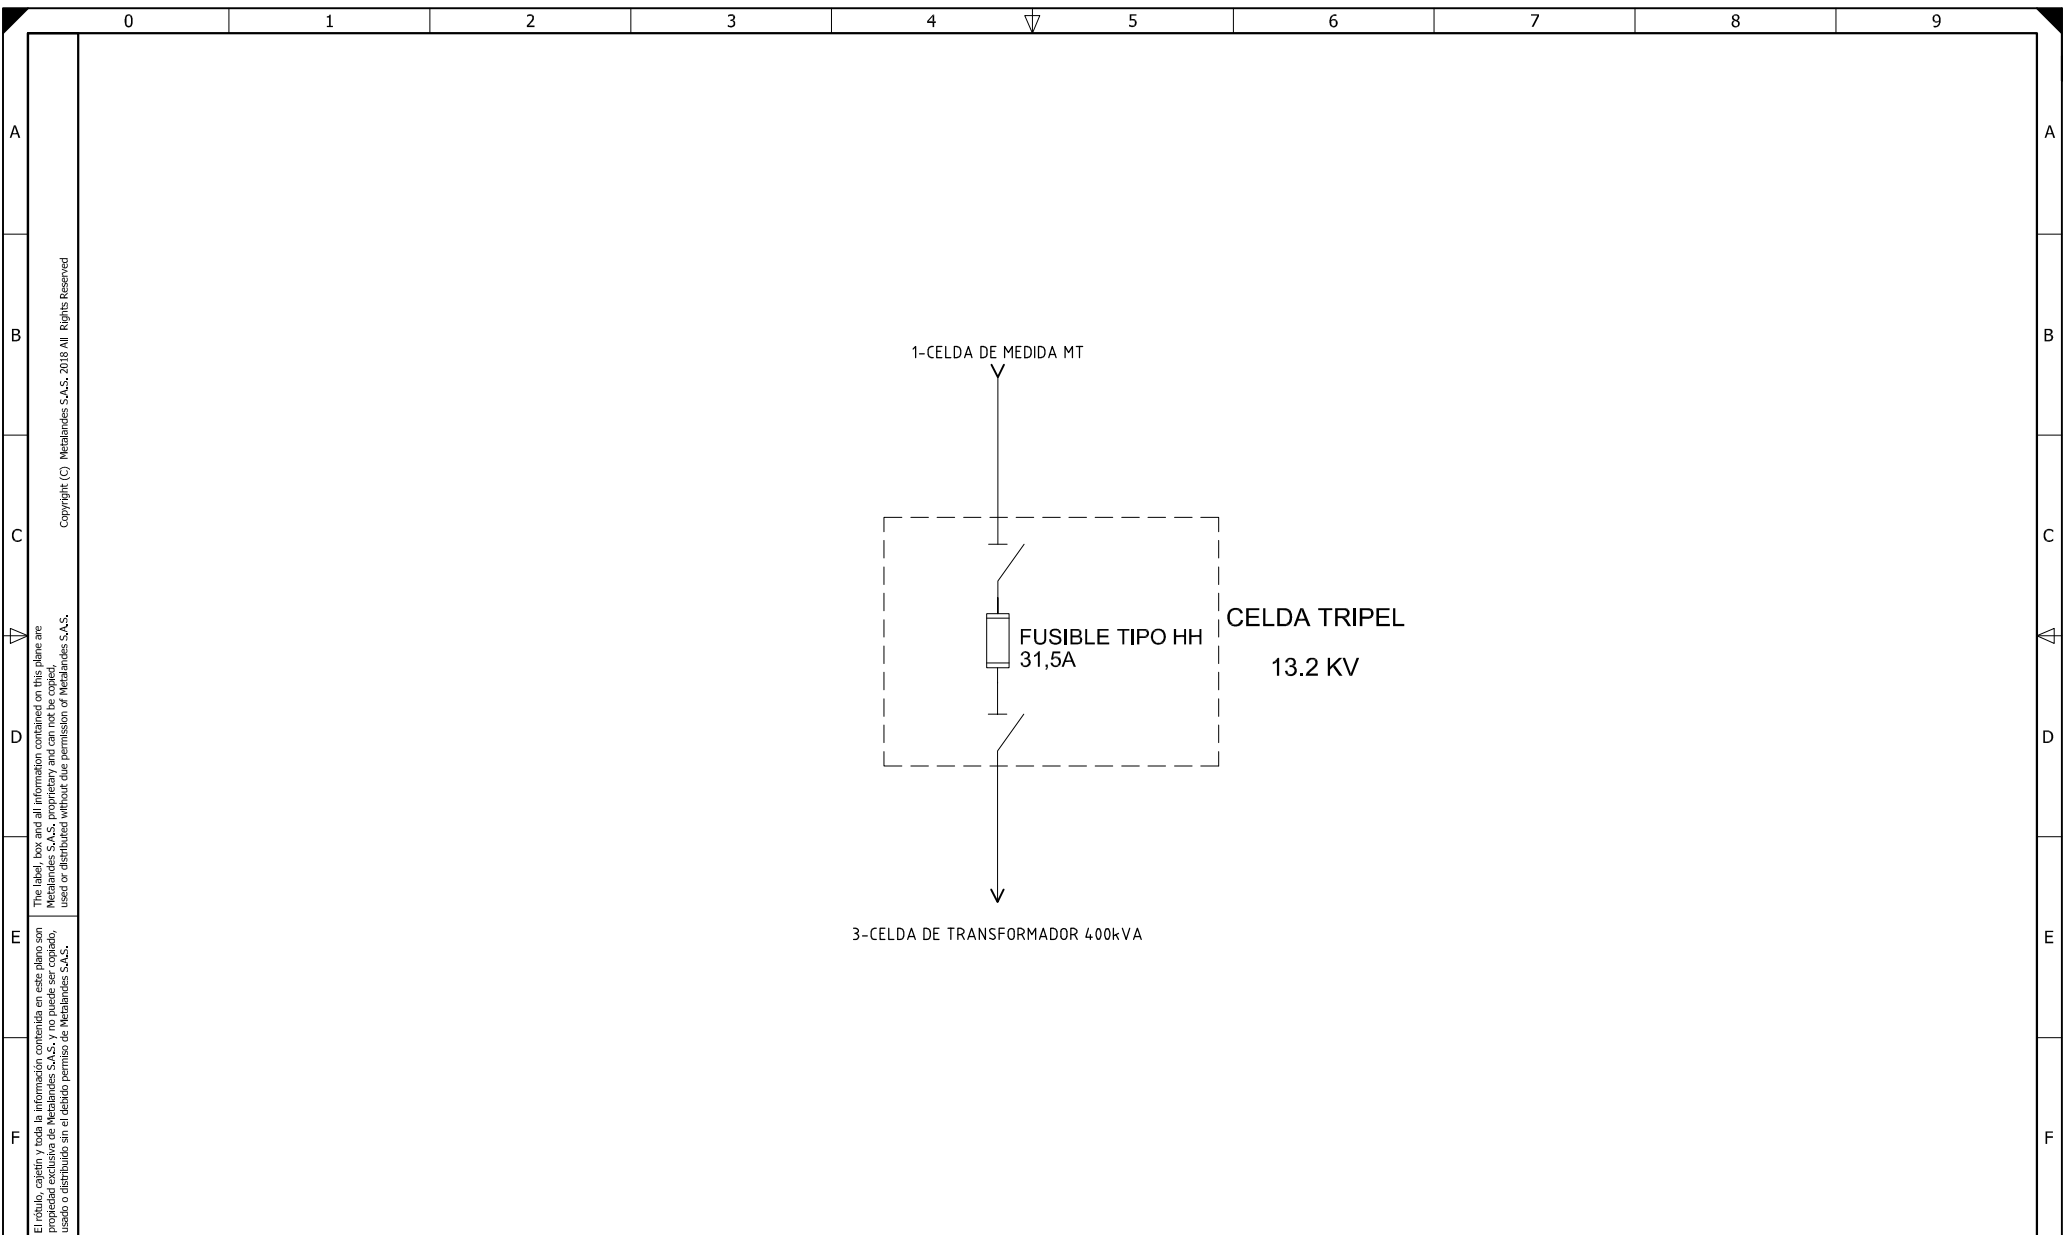 0 1 2 3 4 5 6 7 8 9
A A
B B
C C
D D
E E
F F
Copyright (C) Metalandes S.A.S. 2018 All Rights Reserved
The label, box and all information contained on this plane are
Metalandes S.A.S. proprietary and can not be copied,
used or distributed without due permission of Metalandes S.A.S.
El rótulo, cajetín y toda la información contenida en este plano son
propiedad exclusiva de Metalandes S.A.S. y no puede ser copiado,
usado o distribuido sin el debido permiso de Metalandes S.A.S.
1-CELDA DE MEDIDA MT
FUSIBLE TIPO HH
31,5A
CELDA TRIPEL
13.2 KV
3-CELDA DE TRANSFORMADOR 400kVA